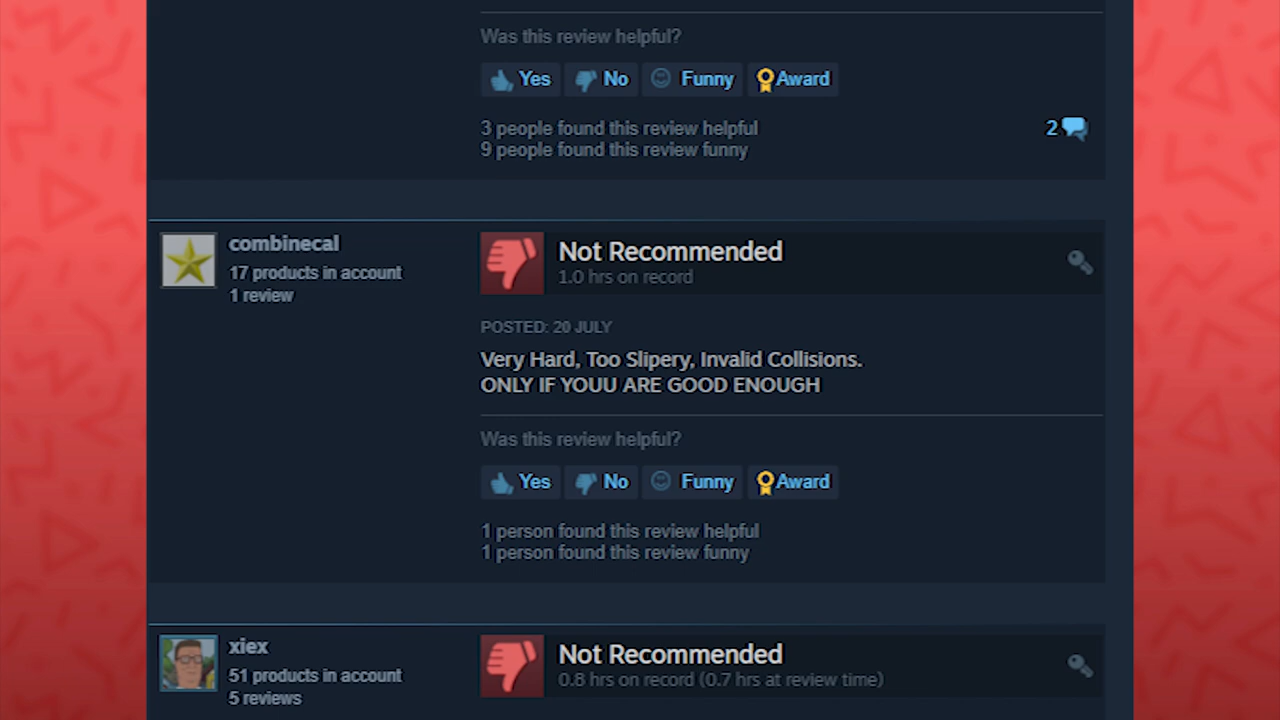 Was this review helpful?
Yes No Funny Award
3 people found this review helpful
9 people found this review funny
2
combinecal
17 products in account
1 review
Not Recommended
1.0 hrs on record
POSTED: 20 JULY
Very Hard, Too Slipery, Invalid Collisions.
ONLY IF YOUU ARE GOOD ENOUGH
Was this review helpful?
Yes No Funny Award
1 person found this review helpful
1 person found this review funny
xiex
51 products in account
5 reviews
Not Recommended
0.8 hrs on record (0.7 hrs at review time)